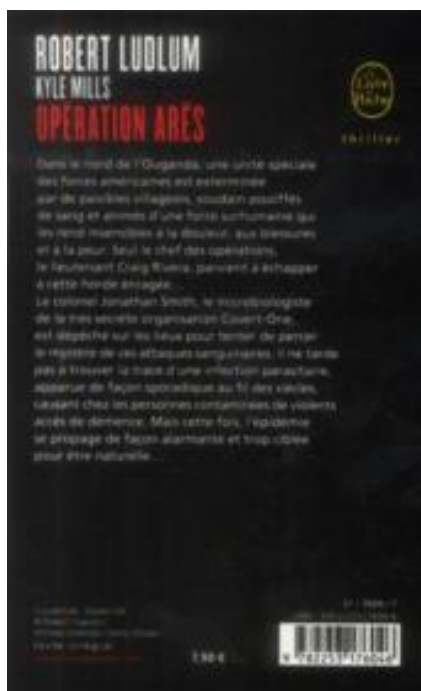 ROBERT LUDLUM
KYLE MILLS
OPÉRATION ARÈS
Le Livre
de Poche
thriller
Dans le nord de l'Ouganda, une unité spéciale
des forces américaines est exterminée
par de paisibles villageois, soudain assoiffés
de sang et animés d'une force surhumaine qui
les rend insensibles à la douleur, aux blessures
et à la peur. Seul le chef des opérations,
le lieutenant Craig Rivera, parvient à échapper
à cette horde enragée.
Le colonel Jonathan Smith, le microbiologiste
de la très secrète organisation Covert-One,
est dépêché sur les lieux pour tenter de percer
le mystère de ces attaques sanguinaires. Il ne tarde
pas à trouver la trace d'une infection parasitaire,
apparue de façon sporadique au fil des siècles,
causant chez les personnes contaminées de violents
accès de démence. Mais cette fois, l'épidémie
se propage de façon alarmante et trop ciblée
pour être naturelle...
7,90 €